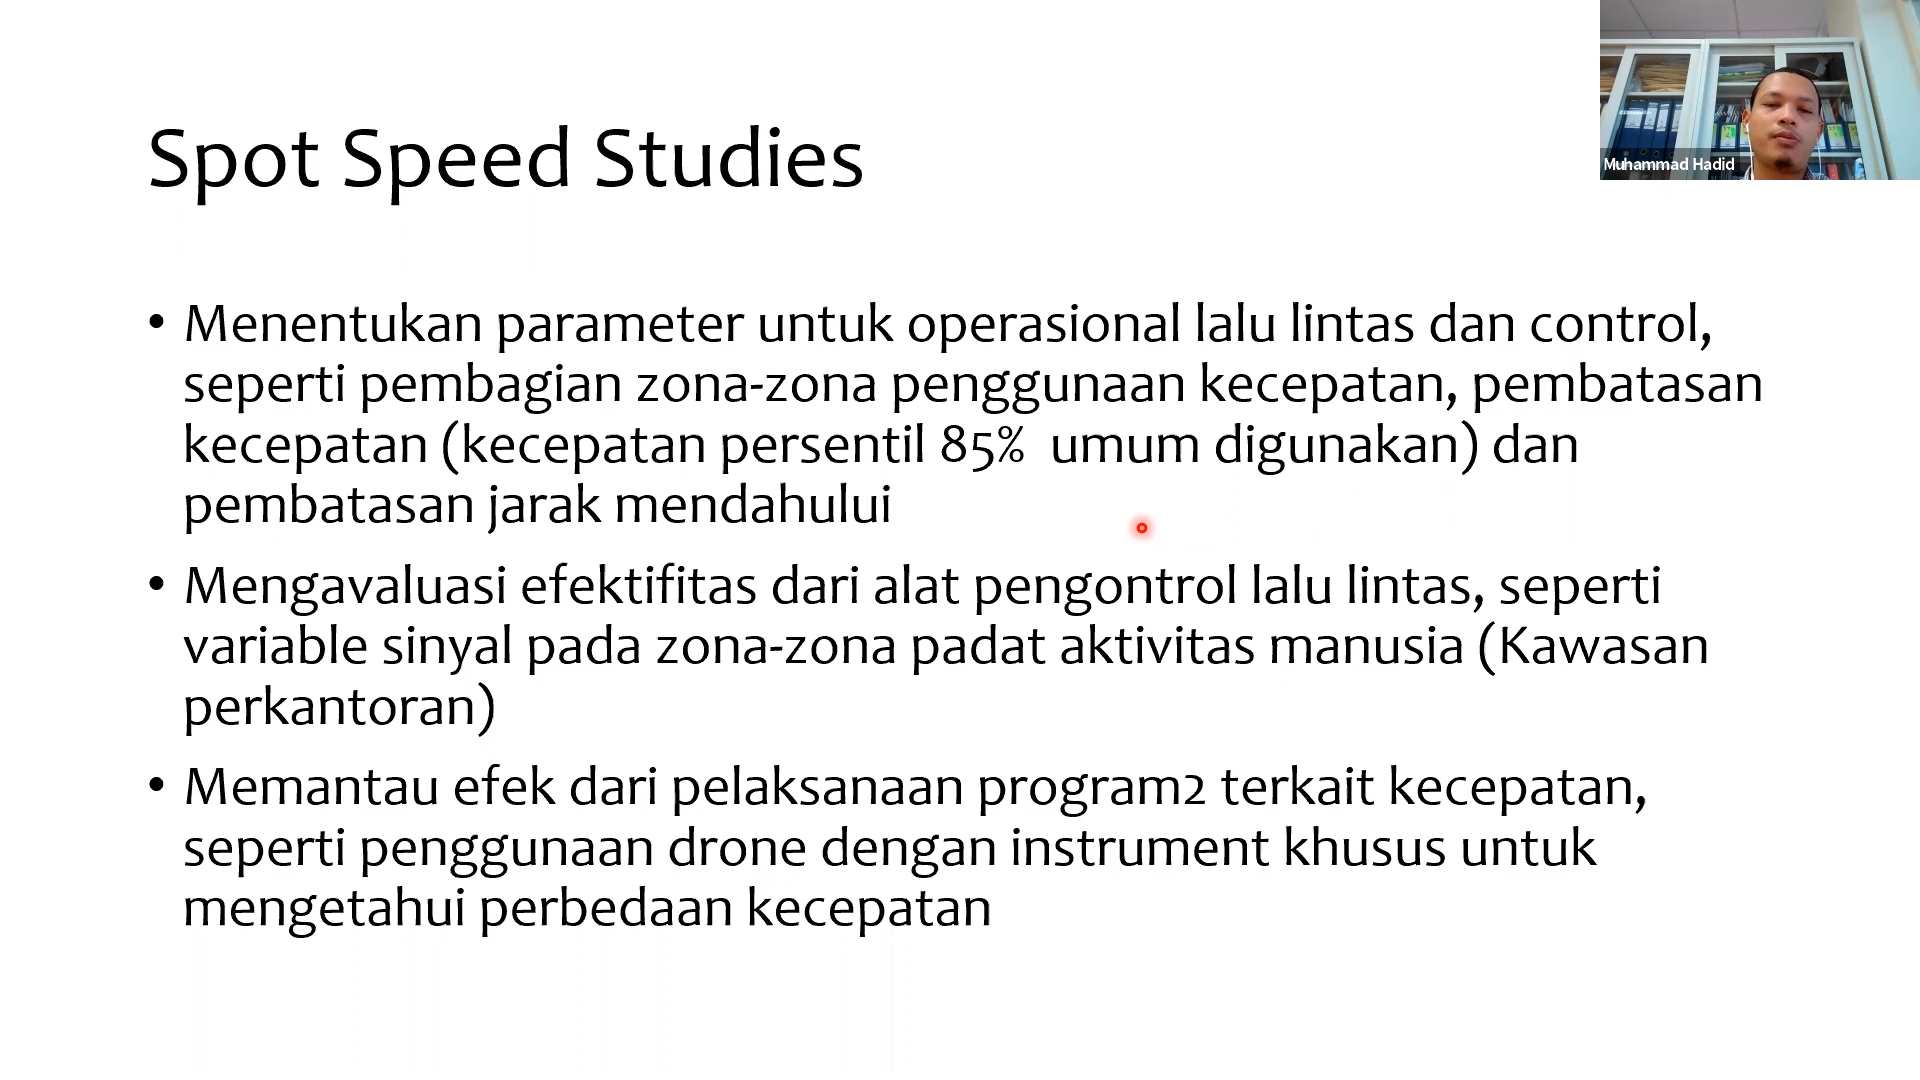 Spot Speed Studies
Muhammad Hadid
• Menentukan parameter untuk operasional lalu lintas dan control,
seperti pembagian zona-zona penggunaan kecepatan, pembatasan
kecepatan (kecepatan persentil 85% umum digunakan) dan
pembatasan jarak mendahului
• Mengavaluasi efektifitas dari alat pengontrol lalu lintas, seperti
variable sinyal pada zona-zona padat aktivitas manusia (Kawasan
perkantoran)
• Memantau efek dari pelaksanaan program2 terkait kecepatan,
seperti penggunaan drone dengan instrument khusus untuk
mengetahui perbedaan kecepatan